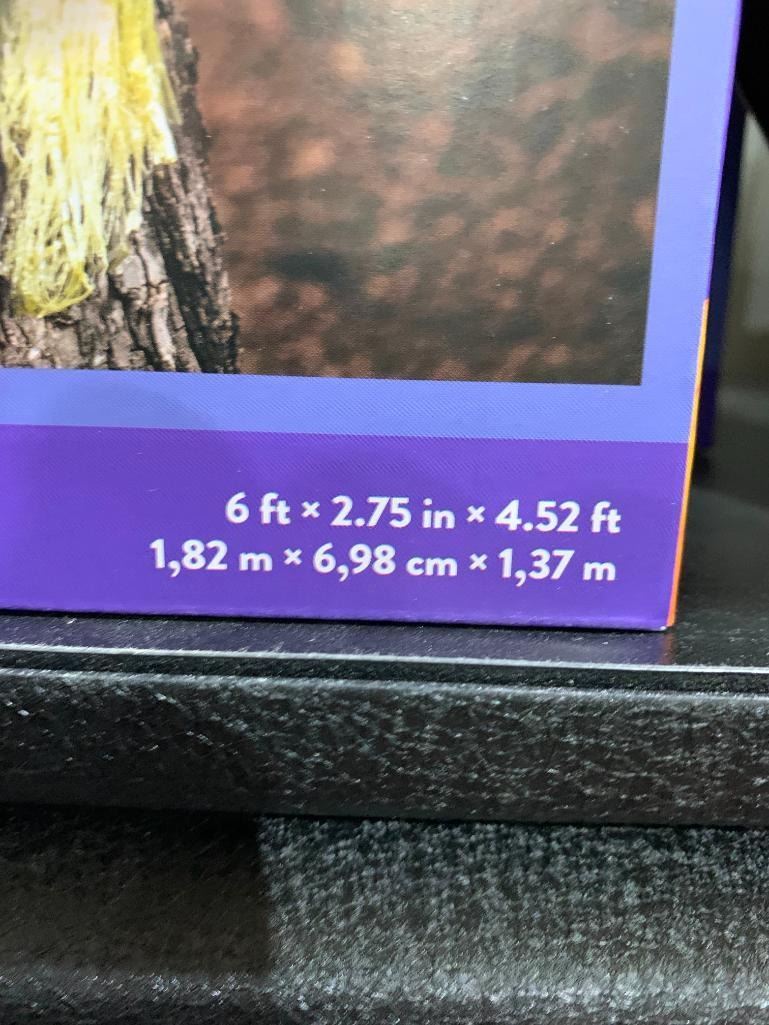 6 ft × 2.75 in × 4.52 ft
1,82 m × 6,98 cm × 1,37 m